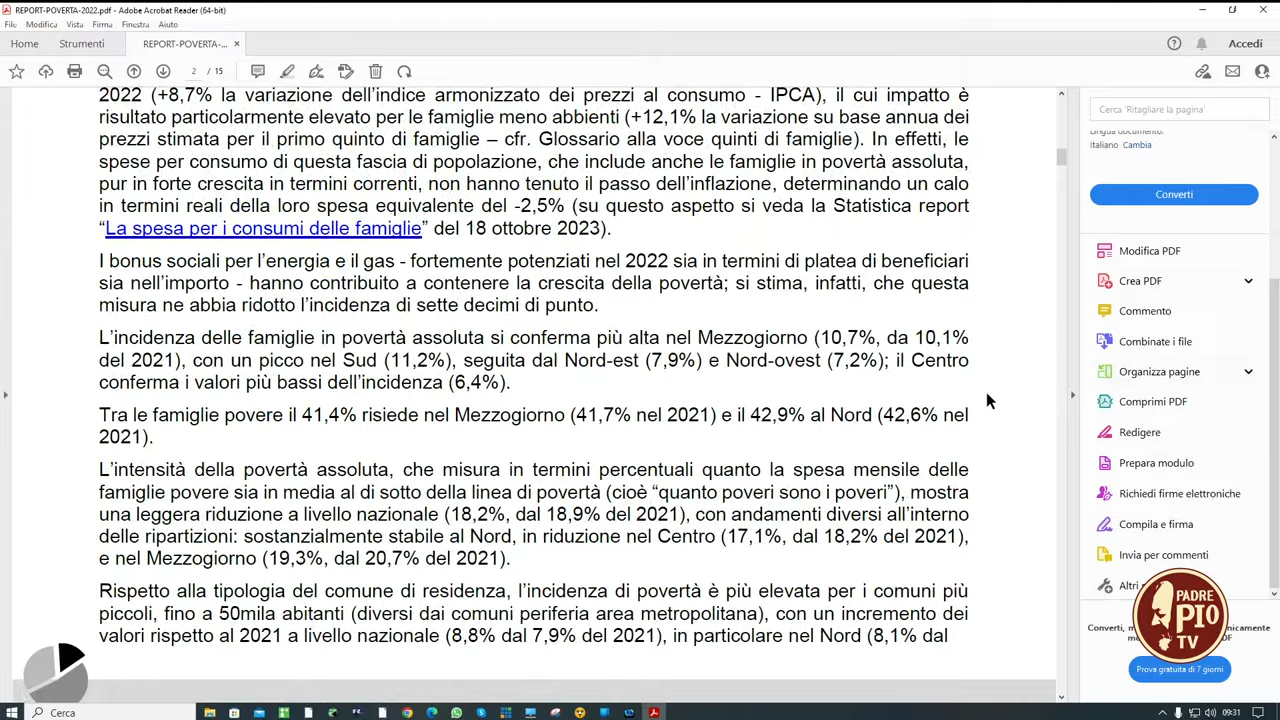 REPORT-POVERTA-2022.pdf - Adobe Acrobat Reader (64-bit)
File Modifica Vista Firma Finestra Aiuto
Home Strumenti REPORT-POVERTA-... × Accedi
2 / 15
2022 (+8,7% la variazione dell’indice armonizzato dei prezzi al consumo - IPCA), il cui impatto è
risultato particolarmente elevato per le famiglie meno abbienti (+12,1% la variazione su base annua dei
prezzi stimata per il primo quinto di famiglie – cfr. Glossario alla voce quinti di famiglie). In effetti, le
spese per consumo di questa fascia di popolazione, che include anche le famiglie in povertà assoluta,
pur in forte crescita in termini correnti, non hanno tenuto il passo dell’inflazione, determinando un calo
in termini reali della loro spesa equivalente del -2,5% (su questo aspetto si veda la Statistica report
“La spesa per i consumi delle famiglie” del 18 ottobre 2023).
I bonus sociali per l’energia e il gas - fortemente potenziati nel 2022 sia in termini di platea di beneficiari
sia nell’importo - hanno contribuito a contenere la crescita della povertà; si stima, infatti, che questa
misura ne abbia ridotto l’incidenza di sette decimi di punto.
L’incidenza delle famiglie in povertà assoluta si conferma più alta nel Mezzogiorno (10,7%, da 10,1%
del 2021), con un picco nel Sud (11,2%), seguita dal Nord-est (7,9%) e Nord-ovest (7,2%); il Centro
conferma i valori più bassi dell’incidenza (6,4%).
Tra le famiglie povere il 41,4% risiede nel Mezzogiorno (41,7% nel 2021) e il 42,9% al Nord (42,6% nel
2021).
L’intensità della povertà assoluta, che misura in termini percentuali quanto la spesa mensile delle
famiglie povere sia in media al di sotto della linea di povertà (cioè “quanto poveri sono i poveri”), mostra
una leggera riduzione a livello nazionale (18,2%, dal 18,9% del 2021), con andamenti diversi all’interno
delle ripartizioni: sostanzialmente stabile al Nord, in riduzione nel Centro (17,1%, dal 18,2% del 2021),
e nel Mezzogiorno (19,3%, dal 20,7% del 2021).
Rispetto alla tipologia del comune di residenza, l’incidenza di povertà è più elevata per i comuni più
piccoli, fino a 50mila abitanti (diversi dai comuni periferia area metropolitana), con un incremento dei
valori rispetto al 2021 a livello nazionale (8,8% dal 7,9% del 2021), in particolare nel Nord (8,1% dal
Cerca 'Ritagliare la pagina'
Lingua documento:
Italiano Cambia
Converti
Modifica PDF
Crea PDF
Commento
Combinate i file
Organizza pagine
Comprimi PDF
Redigere
Prepara modulo
Richiedi firme elettroniche
Compila e firma
Invia per commenti
Altri
PADRE
PIO
TV
Converti,
Prova gratuita di 7 giorni
Cerca
09:31